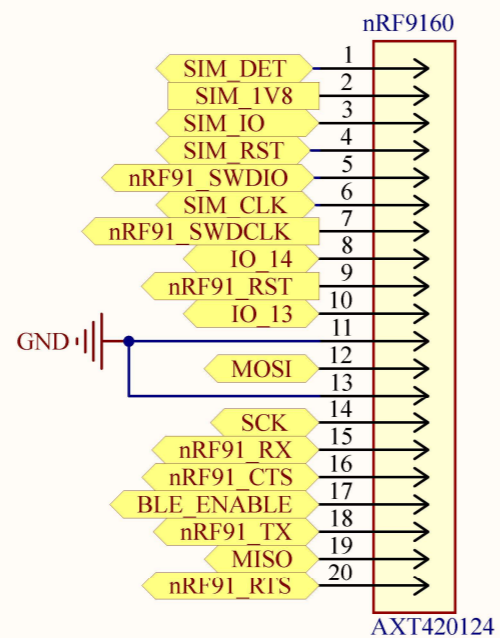 nRF9160
SIM_DET 1
SIM_1V8 2
SIM_IO 3
SIM_RST 4
nRF91_SWDIO 5
SIM_CLK 6
nRF91_SWDCLK 7
IO_14 8
nRF91_RST 9
IO_13 10
GND 11
MOSI 12
13
SCK 14
nRF91_RX 15
nRF91_CTS 16
BLE_ENABLE 17
nRF91_TX 18
MISO 19
nRF91_RTS 20
AXT420124